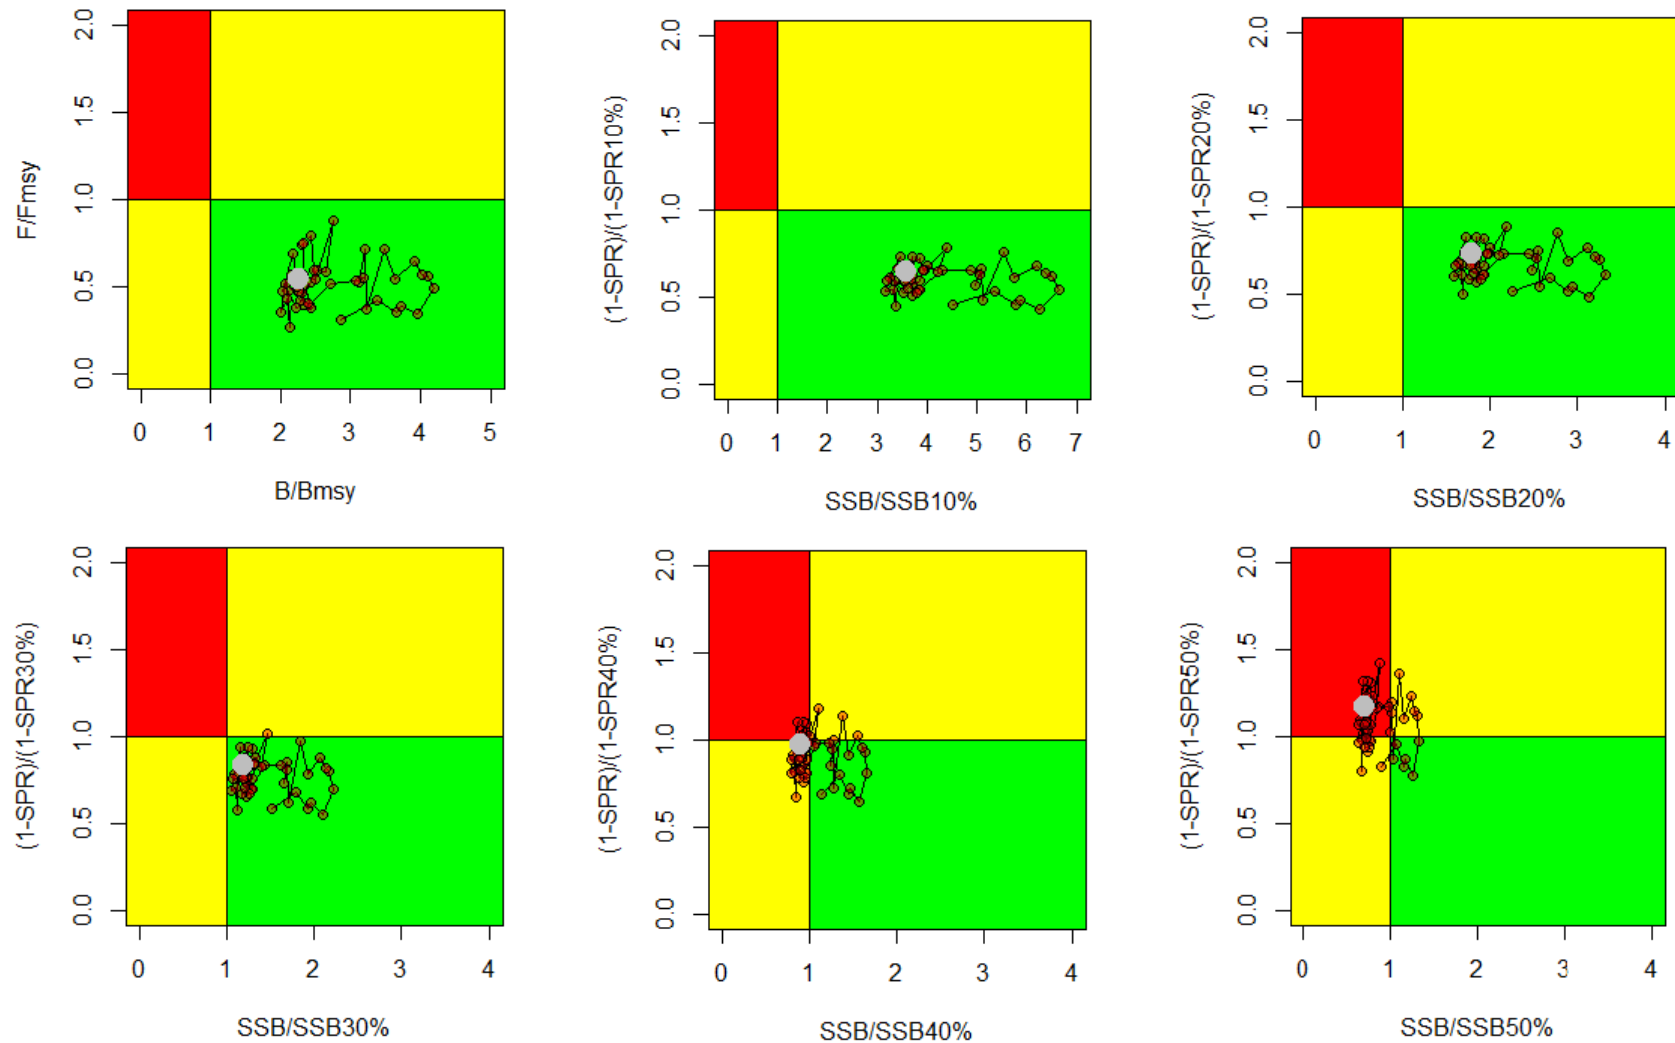 2.0
1.5
1.0
0.5
0.0
F/Fmsy
0 1 2 3 4 5
B/Bmsy
2.0
1.5
1.0
0.5
0.0
(1-SPR)/(1-SPR10%)
0 1 2 3 4 5 6 7
SSB/SSB10%
2.0
1.5
1.0
0.5
0.0
(1-SPR)/(1-SPR20%)
0 1 2 3 4
SSB/SSB20%
2.0
1.5
1.0
0.5
0.0
(1-SPR)/(1-SPR30%)
0 1 2 3 4
SSB/SSB30%
2.0
1.5
1.0
0.5
0.0
(1-SPR)/(1-SPR40%)
0 1 2 3 4
SSB/SSB40%
2.0
1.5
1.0
0.5
0.0
(1-SPR)/(1-SPR50%)
0 1 2 3 4
SSB/SSB50%